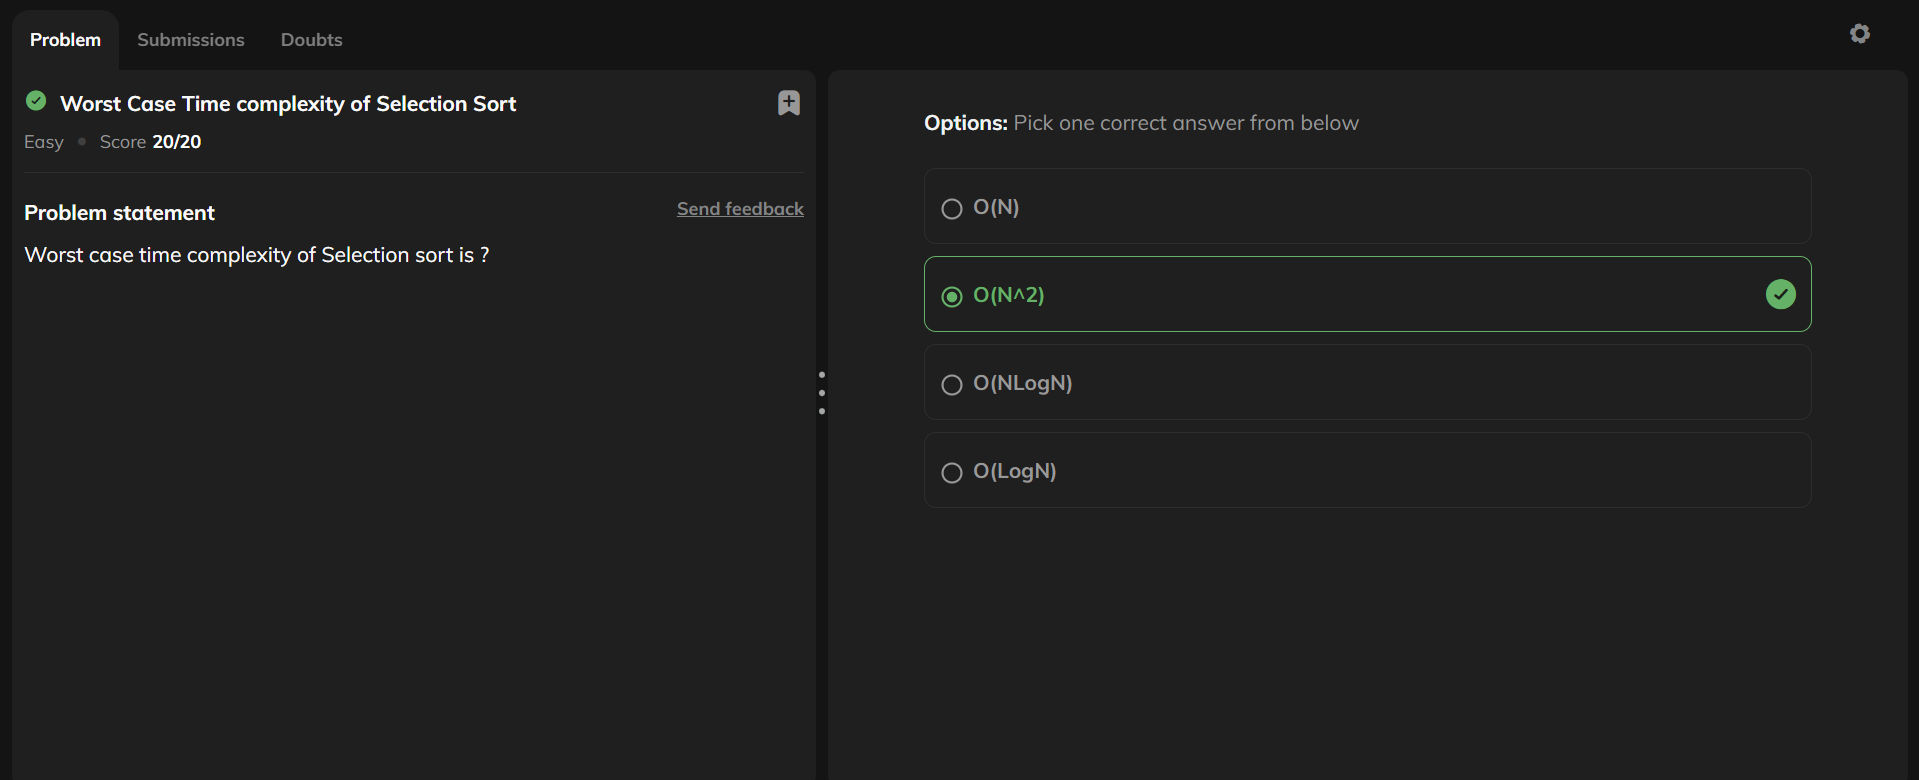 Problem
Submissions
Doubts
Worst Case Time complexity of Selection Sort
Easy
Score 20/20
Problem statement
Send feedback
Worst case time complexity of Selection sort is ?
Options: Pick one correct answer from below
O(N)
O(N^2)
O(NLogN)
O(LogN)